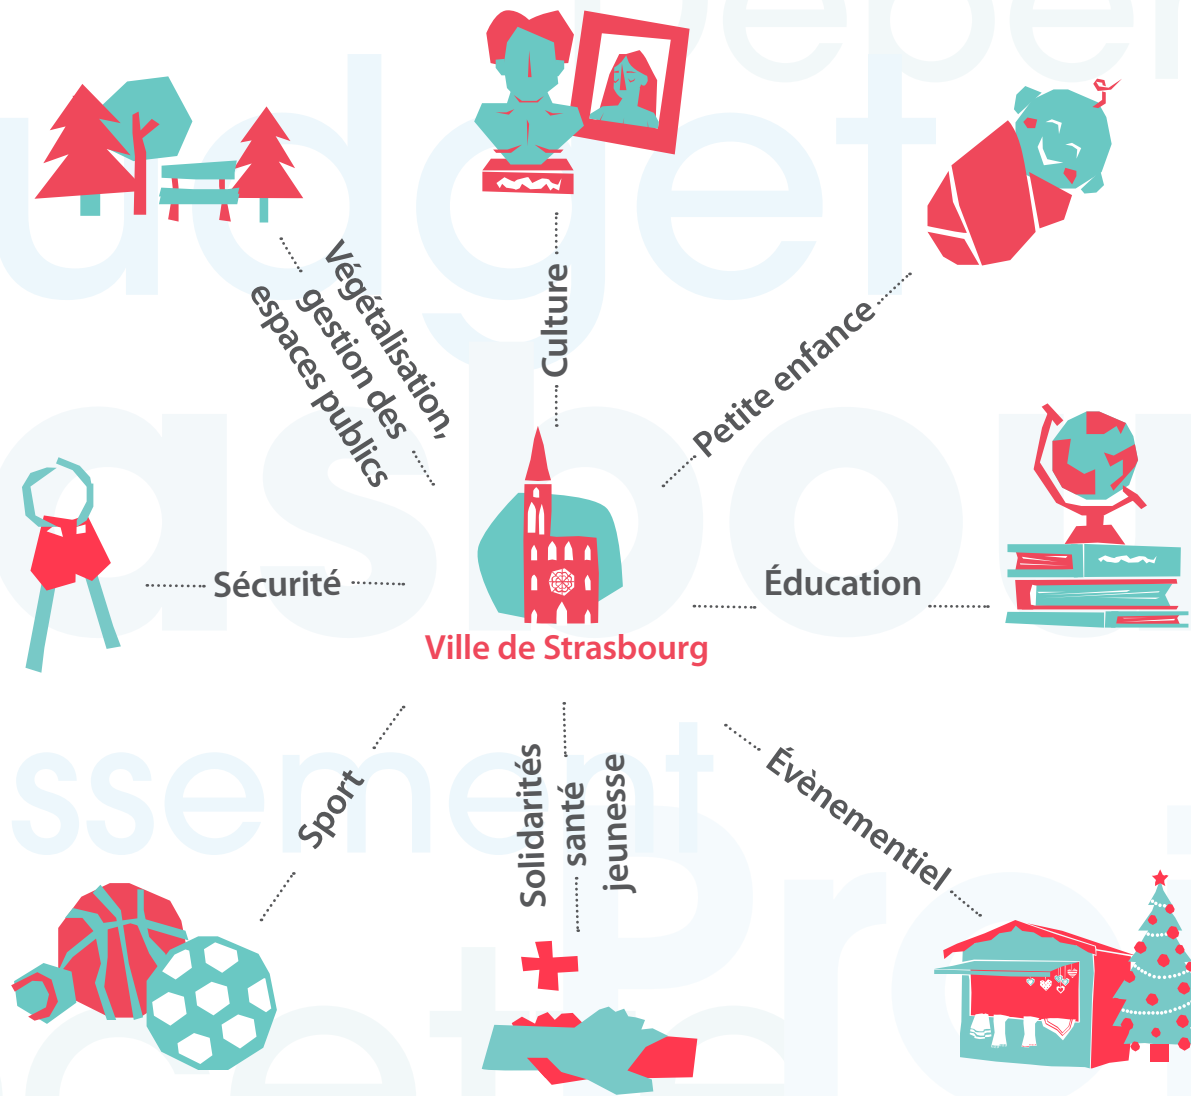 Végétalisation,
gestion des
espaces publics
Culture
Petite enfance
Sécurité
Éducation
Ville de Strasbourg
Sport
Solidarités
santé
jeunesse
Évènementiel